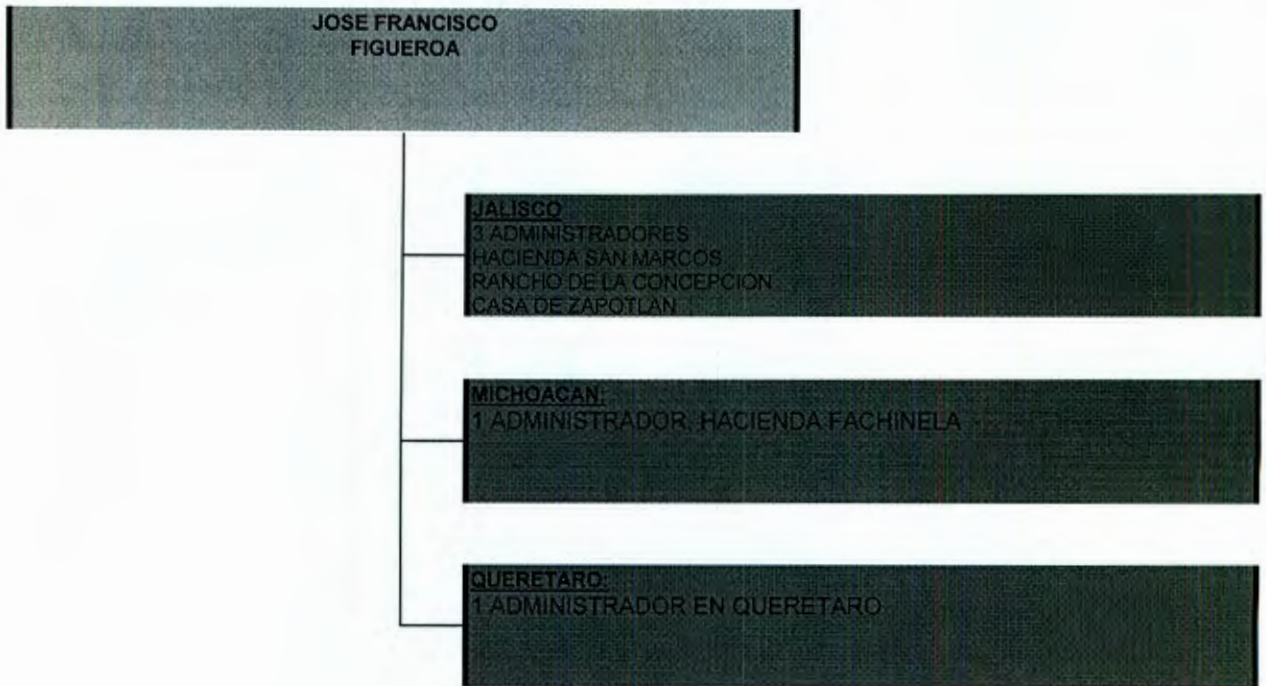 JOSE FRANCISCO
FIGUEROA
JALISCO
3 ADMINISTRADORES
HACIENDA SAN MARCOS
RANCHO DE LA CONCEPCION
CASA DE ZAPOTLAN
MICHOACAN:
1 ADMINISTRADOR, HACIENDA FACHINELA
QUERETARO:
1 ADMINISTRADOR EN QUERETARO